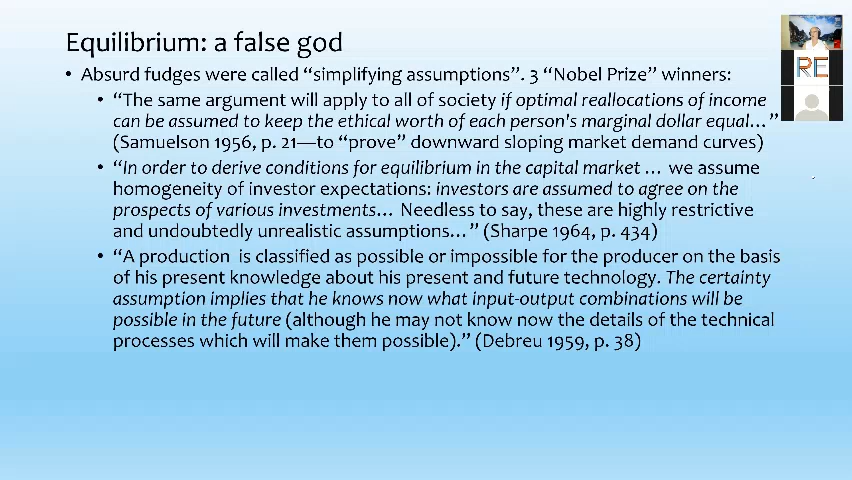 Equilibrium: a false god
• Absurd fudges were called “simplifying assumptions”. 3 “Nobel Prize” winners:
• “The same argument will apply to all of society if optimal reallocations of income
can be assumed to keep the ethical worth of each person's marginal dollar equal…”
(Samuelson 1956, p. 21—to “prove” downward sloping market demand curves)
• “In order to derive conditions for equilibrium in the capital market … we assume
homogeneity of investor expectations: investors are assumed to agree on the
prospects of various investments… Needless to say, these are highly restrictive
and undoubtedly unrealistic assumptions…” (Sharpe 1964, p. 434)
• “A production is classified as possible or impossible for the producer on the basis
of his present knowledge about his present and future technology. The certainty
assumption implies that he knows now what input-output combinations will be
possible in the future (although he may not know now the details of the technical
processes which will make them possible).” (Debreu 1959, p. 38)
RE